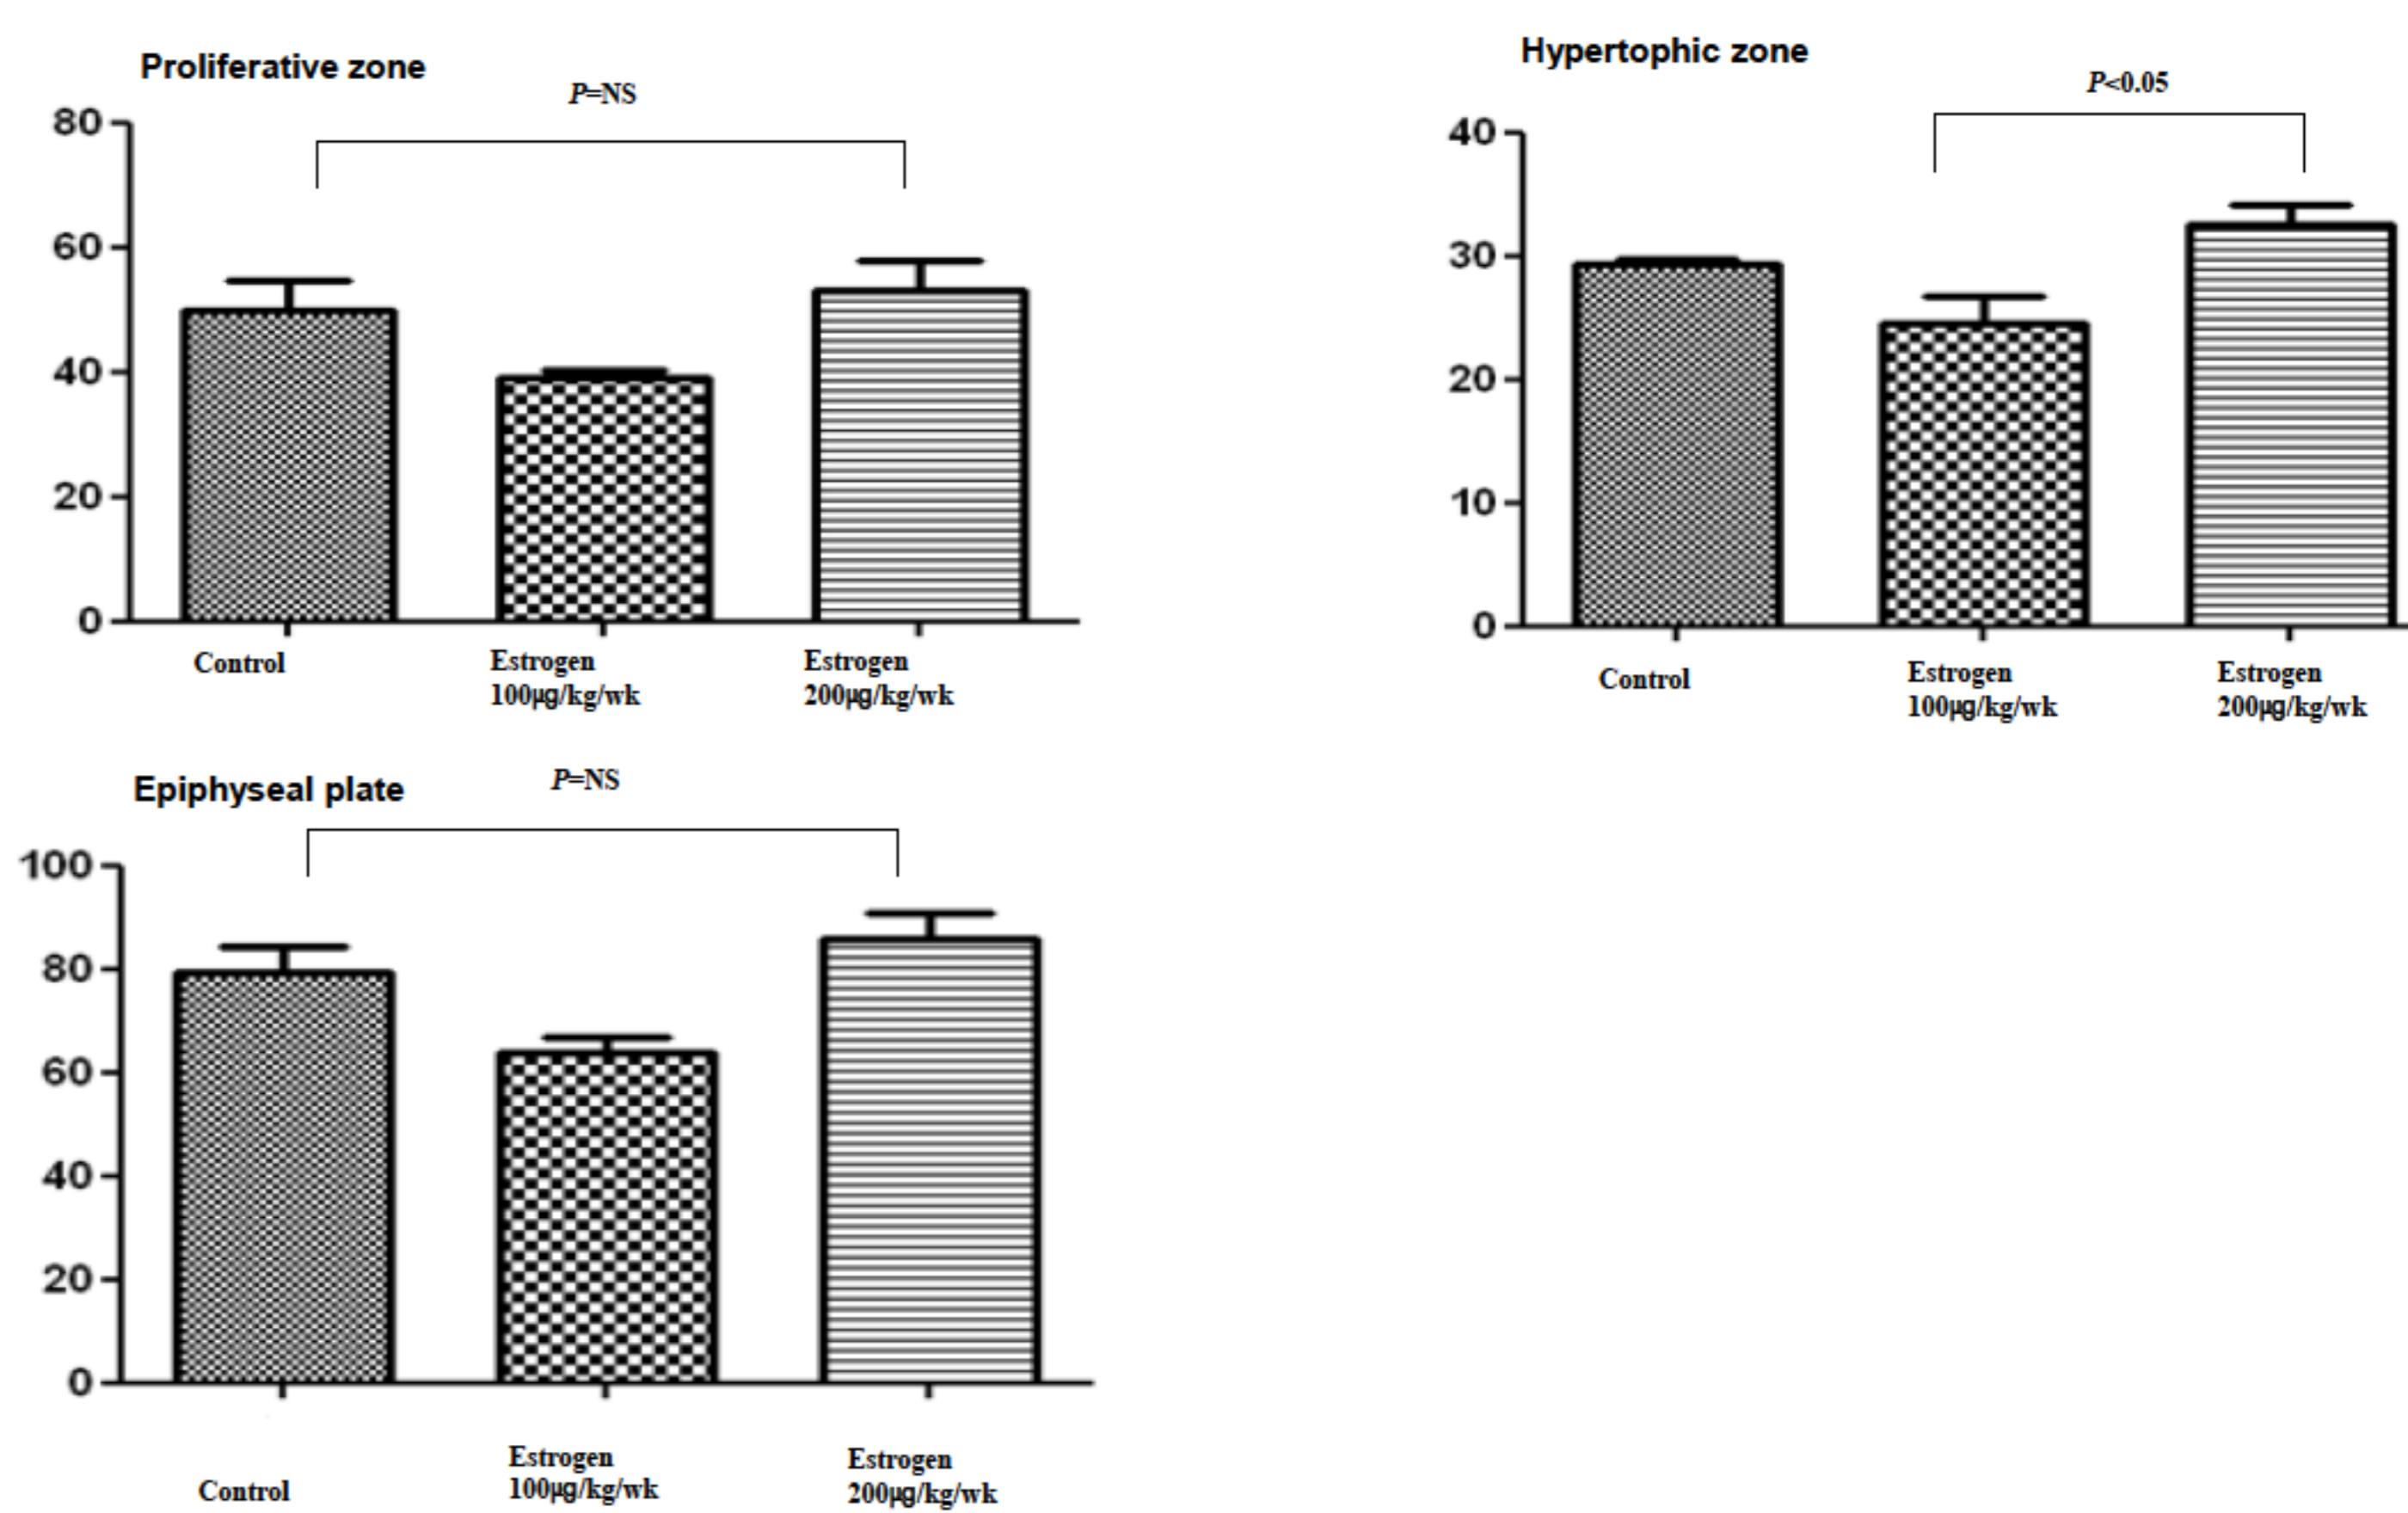 Proliferative zone
P=NS
80
60
40
20
0
Control
Estrogen
100μg/kg/wk
Estrogen
200μg/kg/wk
Hypertophic zone
P<0.05
40
30
20
10
0
Control
Estrogen
100μg/kg/wk
Estrogen
200μg/kg/wk
Epiphyseal plate
P=NS
100
80
60
40
20
0
Control
Estrogen
100μg/kg/wk
Estrogen
200μg/kg/wk